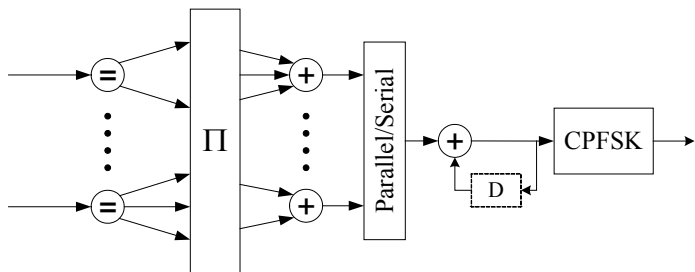 =
=
Π
+
+
Parallel/Serial
+
D
CPFSK